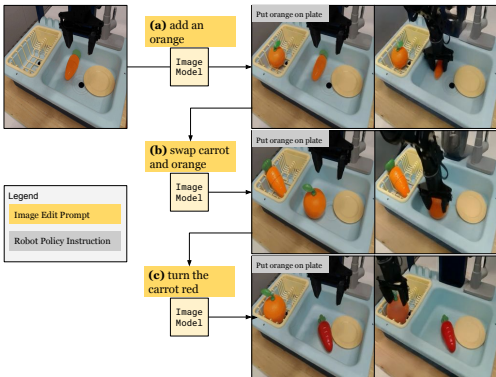 (a) add an
orange
Image
Model
Put orange on plate
(b) swap carrot
and orange
Image
Model
Put orange on plate
Legend
Image Edit Prompt
Robot Policy Instruction
(c) turn the
carrot red
Image
Model
Put orange on plate